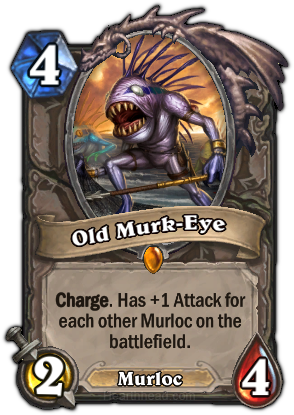 4
Old Murk-Eye
Charge. Has +1 Attack for
each other Murloc on the
battlefield.
Murloc
2
4